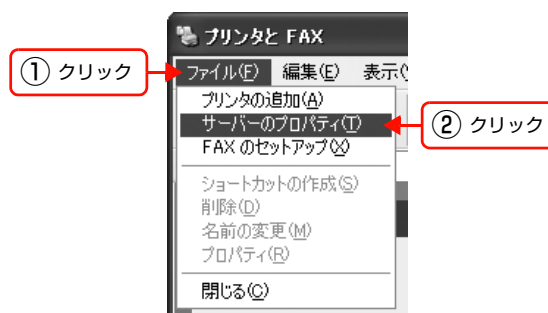 プリンタと FAX
① クリック
ファイル(F) 編集(E) 表示(
プリンタの追加(A)
サーバーのプロパティ(T)
② クリック
FAX のセットアップ(X)
ショートカットの作成(S)
削除(D)
名前の変更(M)
プロパティ(R)
閉じる(C)